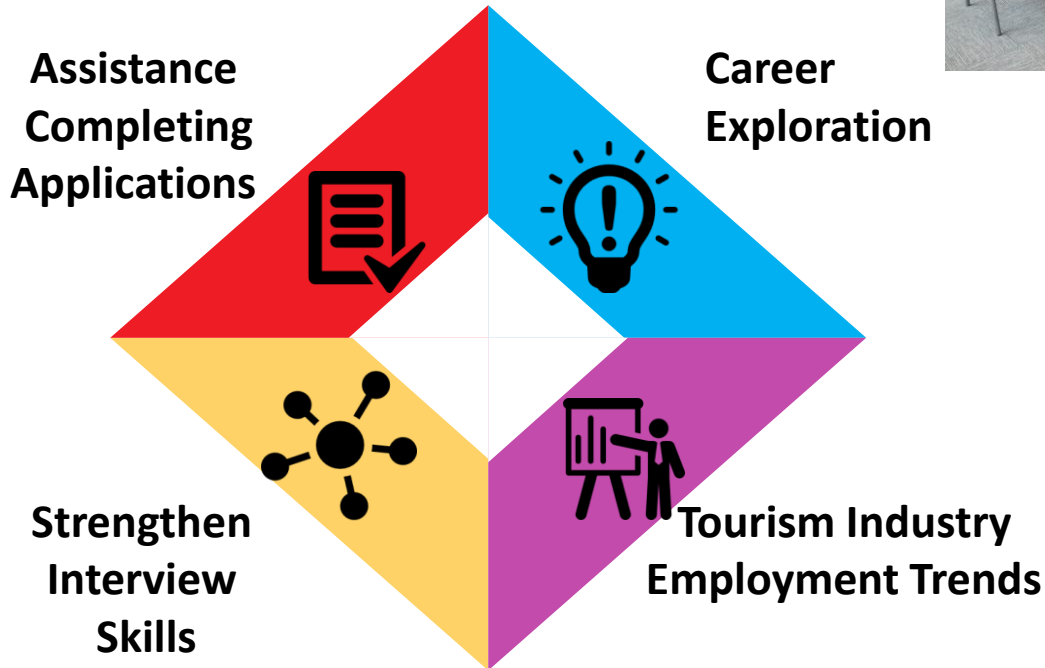 Assistance
Completing
Applications
Career
Exploration
Strengthen
Interview
Skills
Tourism Industry
Employment Trends